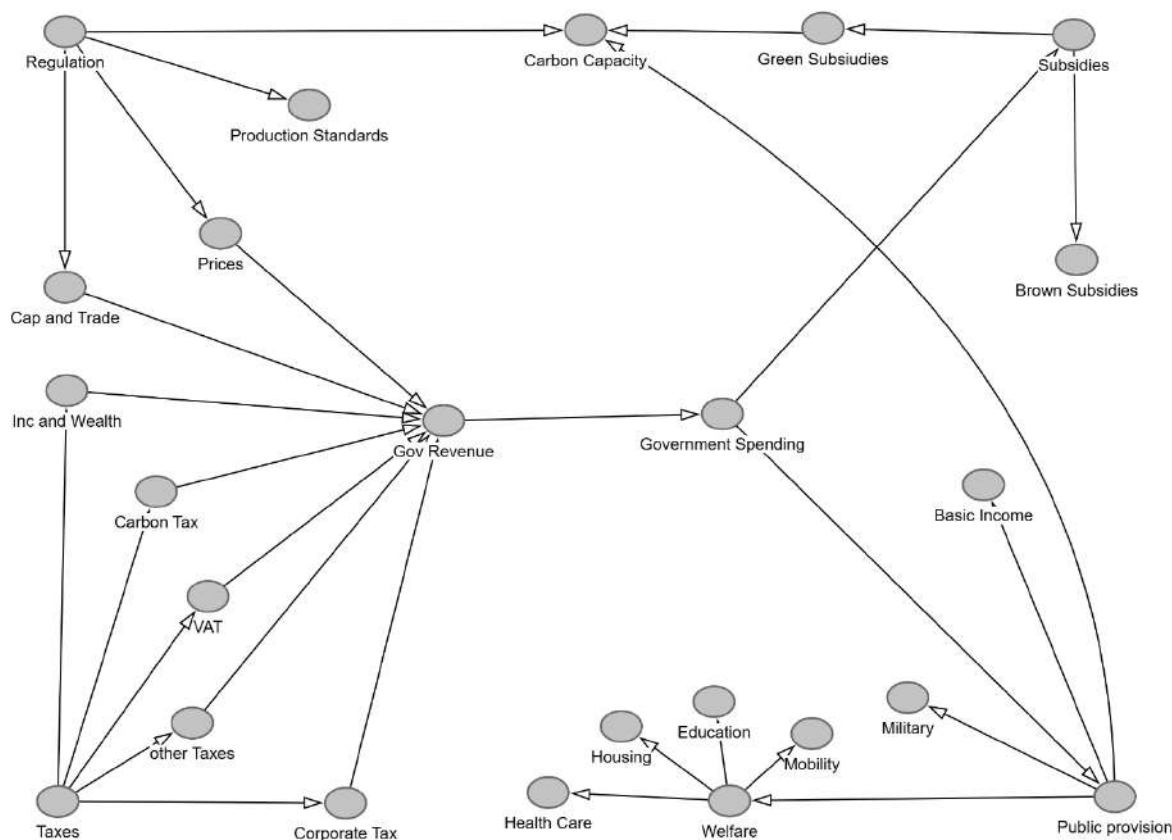 Regulation
Carbon Capacity
Green Subsiudies
Subsidies
Production Standards
Prices
Brown Subsidies
Cap and Trade
Inc and Wealth
Gov Revenue
Government Spending
Carbon Tax
Basic Income
VAT
other Taxes
Education
Military
Housing
Mobility
Taxes
Corporate Tax
Health Care
Welfare
Public provision